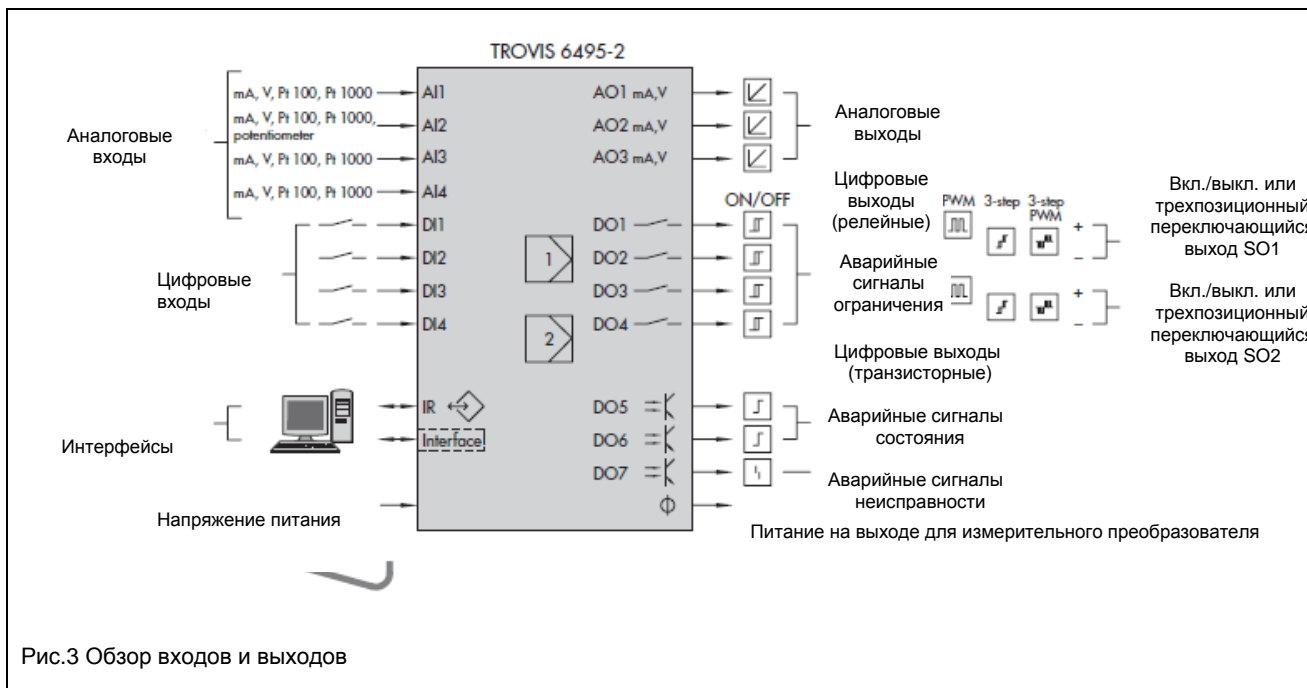 TROVIS 6495-2
Аналоговые
входы
mA, V, Pt 100, Pt 1000
mA, V, Pt 100, Pt 1000,
potentiometer
mA, V, Pt 100, Pt 1000
mA, V, Pt 100, Pt 1000
AI1
AI2
AI3
AI4
AO1 mA,V
AO2 mA,V
AO3 mA,V
Аналоговые
выходы
Цифровые
входы
DI1
DI2
DI3
DI4
1
2
ON/OFF
DO1
DO2
DO3
DO4
Цифровые
выходы
(релейные)
Аварийные
сигналы
ограничения
PWM 3-step 3-step
PWM
+
−
Вкл./выкл. или
трехпозиционный
переключающийс
выход SO1
+
−
Вкл./выкл. или
трехпозиционный
переключающийс
выход SO2
Цифровые выходы
(транзисторные)
Интерфейсы
IR
Interface
DO5
DO6
DO7
Аварийные сигналы
состояния
Аварийные сигналы
неисправности
Напряжение питания
Питание на выходе для измерительного преобразователя
Рис.3 Обзор входов и выходов